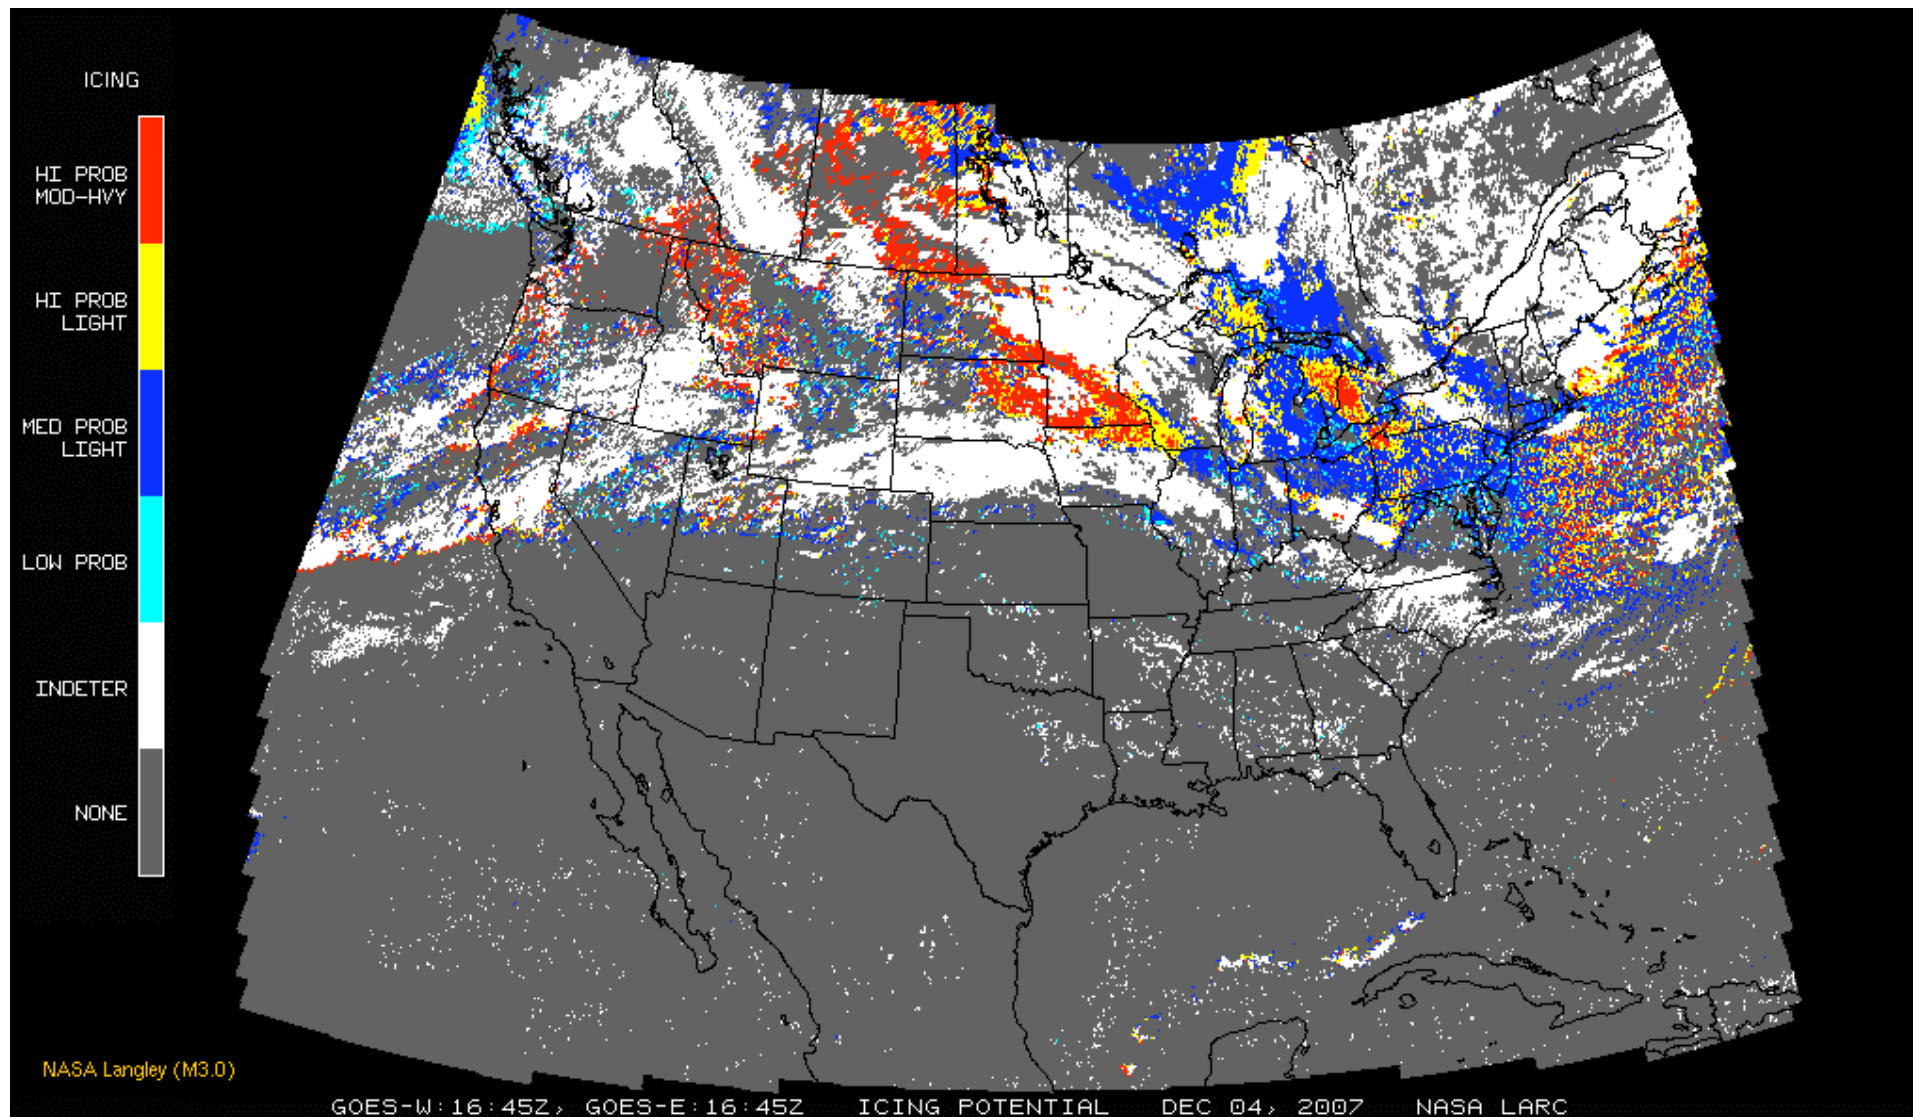 ICING
HI PROB
MOD-HVY
HI PROB
LIGHT
MED PROB
LIGHT
LOW PROB
INDETER
NONE
NASA Langley (M3.0)
GOES-W:16:45Z, GOES-E:16:45Z ICING POTENTIAL DEC 04, 2007 NASA LARC